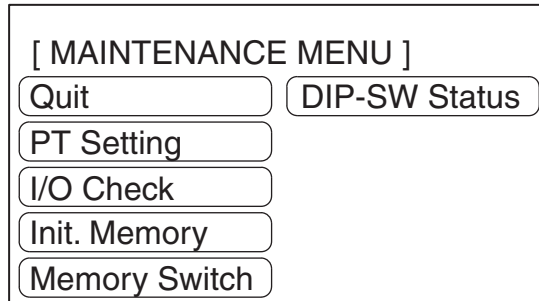 [ MAINTENANCE MENU ]
Quit DIP-SW Status
PT Setting
I/O Check
Init. Memory
Memory Switch